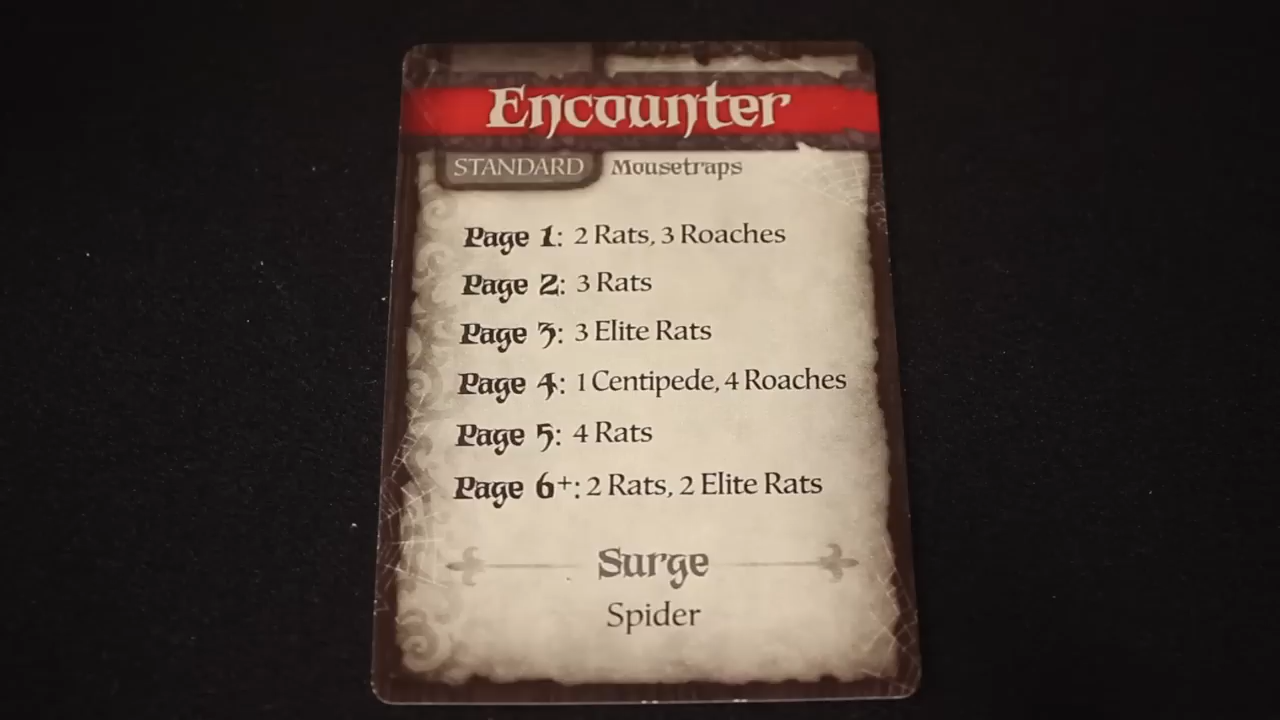 Encounter
STANDARD Mousetraps
Page 1: 2 Rats, 3 Roaches
Page 2: 3 Rats
Page 3: 3 Elite Rats
Page 4: 1 Centipede, 4 Roaches
Page 5: 4 Rats
Page 6+: 2 Rats, 2 Elite Rats
Surge
Spider